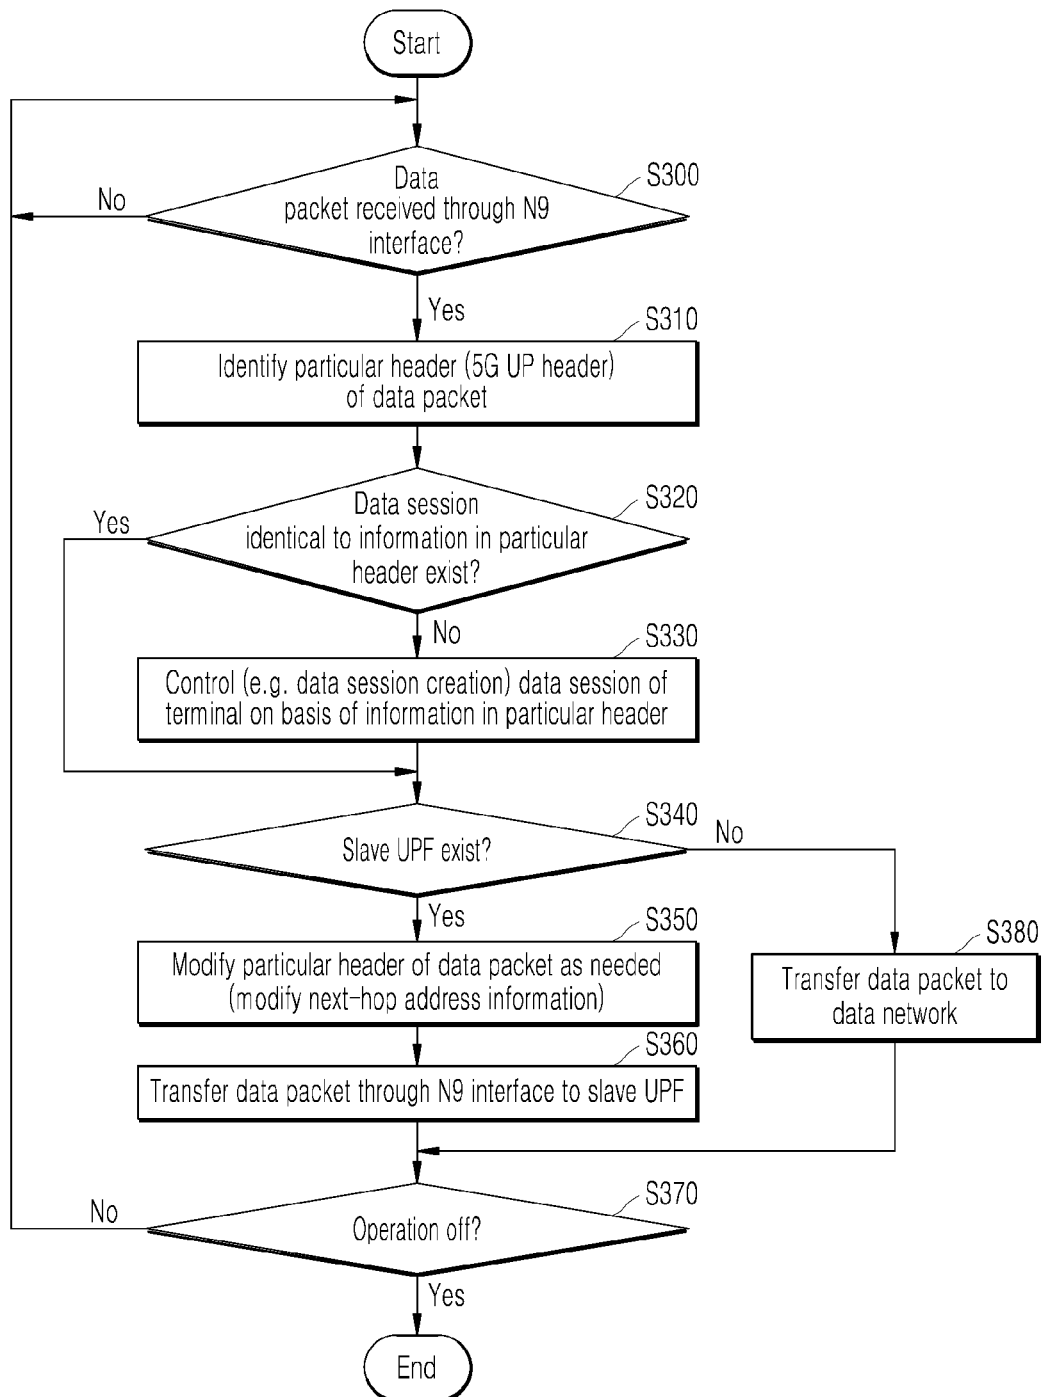 Start
Data
packet received through N9
interface?
S300
No
Yes
S310
Identify particular header (5G UP header)
of data packet
S320
Data session
identical to information in particular
header exist?
Yes
No
S330
Control (e.g. data session creation) data session of
terminal on basis of information in particular header
S340
Slave UPF exist?
No
Yes
S350
Modify particular header of data packet as needed
(modify next-hop address information)
S380
Transfer data packet to
data network
S360
Transfer data packet through N9 interface to slave UPF
S370
Operation off?
No
Yes
End